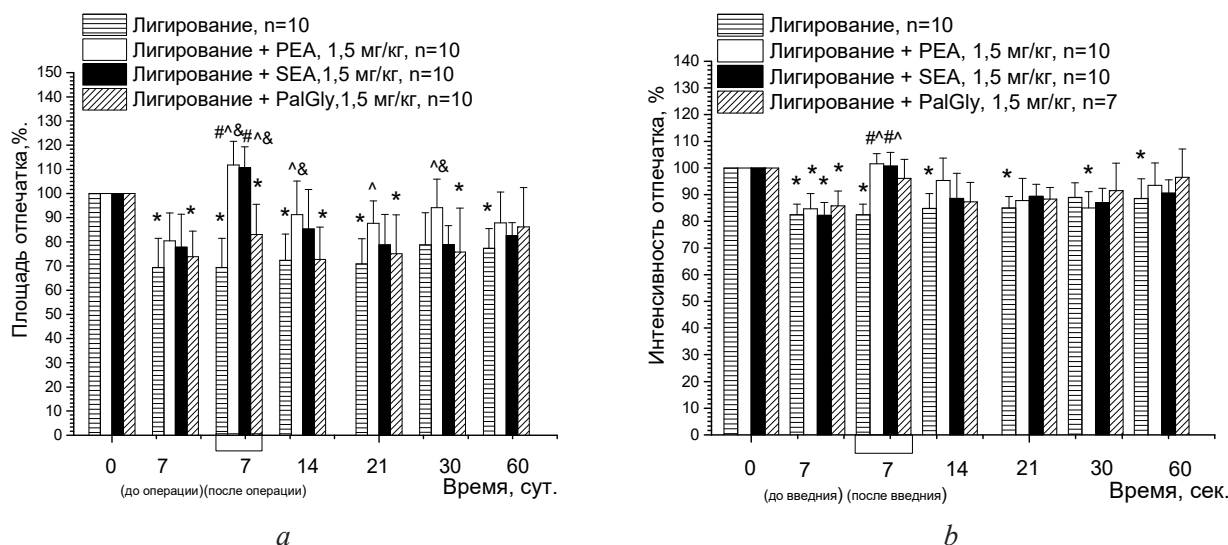 Лигирование, n=10
Лигирование + PEA, 1,5 мг/кг, n=10
Лигирование + SEA,1,5 мг/кг, n=10
Лигирование + PalGly,1,5 мг/кг, n=10
Площадь отпечатка,%.
150
140
130
120
110
100
90
80
70
60
50
40
30
20
10
0
* * * #^& #^& * * ^& * * ^ * ^& * *
0 7 7 14 21 30 60
(до операции)(после операции)
Время, сут.
a
Лигирование, n=10
Лигирование + PEA, 1,5 мг/кг, n=10
Лигирование + SEA, 1,5 мг/кг, n=10
Лигирование + PalGly, 1,5 мг/кг, n=7
Интенсивность отпечатка, %
140
130
120
110
100
90
80
70
60
50
40
30
20
10
0
* * * * * #^#^ * * * *
0 7 7 14 21 30 60
(до введния) (после введния)
Время, сек.
b